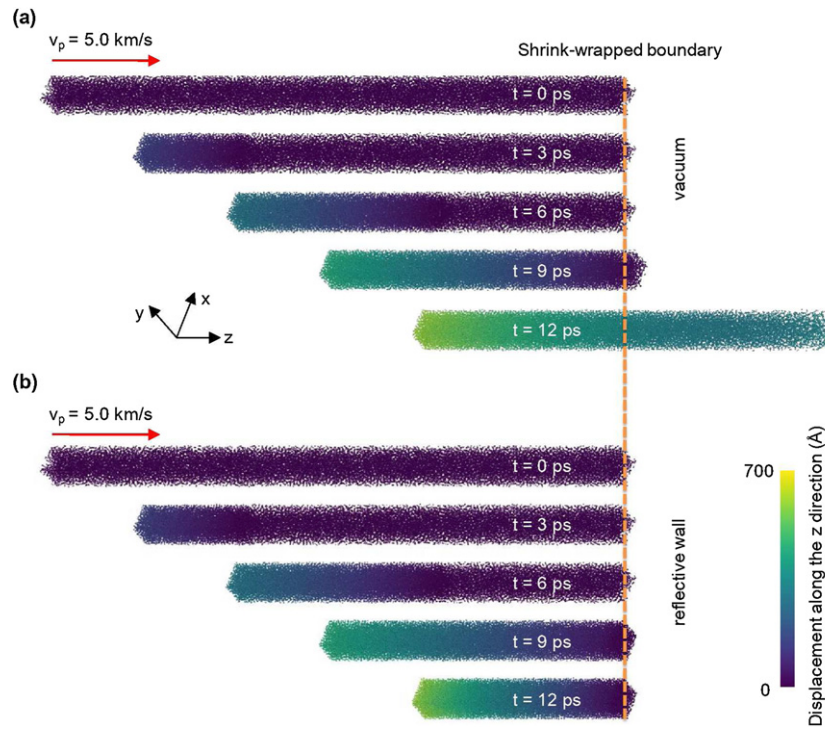 (a)
vp = 5.0 km/s
Shrink-wrapped boundary
t = 0 ps
t = 3 ps
vacuum
t = 6 ps
t = 9 ps
y
x
z
t = 12 ps
(b)
vp = 5.0 km/s
t = 0 ps
t = 3 ps
reflective wall
t = 6 ps
t = 9 ps
t = 12 ps
700
0
Displacement along the z direction (Å)